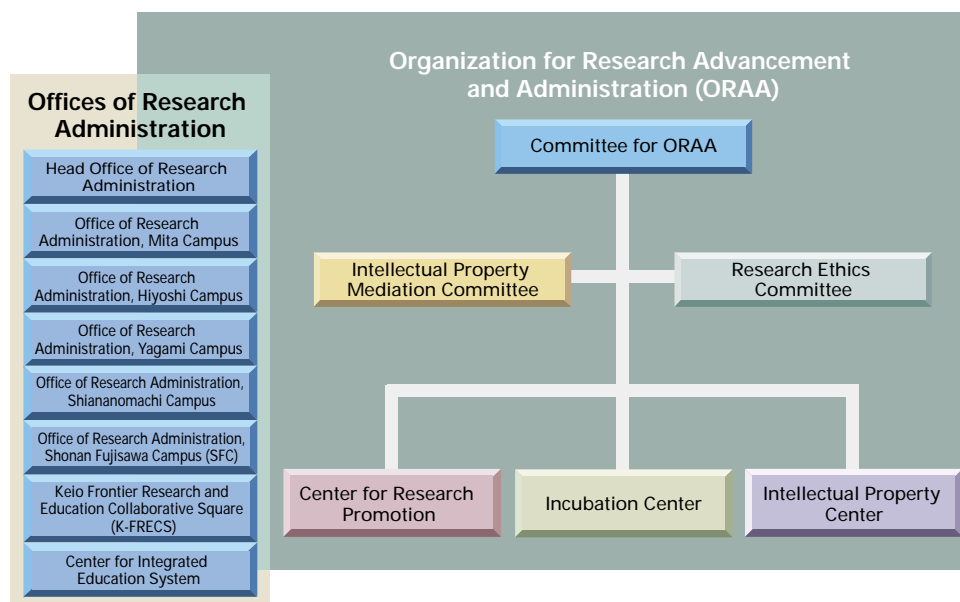 Organization for Research Advancement
and Administration (ORAA)
Offices of Research
Administration
Head Office of Research
Administration
Office of Research
Administration, Mita Campus
Office of Research
Administration, Hiyoshi Campus
Office of Research
Administration, Yagami Campus
Office of Research Administration,
Shiananomachi Campus
Office of Research Administration,
Shonan Fujisawa Campus (SFC)
Keio Frontier Research and
Education Collaborative Square
(K-FRECS)
Center for Integrated
Education System
Committee for ORAA
Intellectual Property
Mediation Committee
Research Ethics
Committee
Center for Research
Promotion
Incubation Center
Intellectual Property
Center